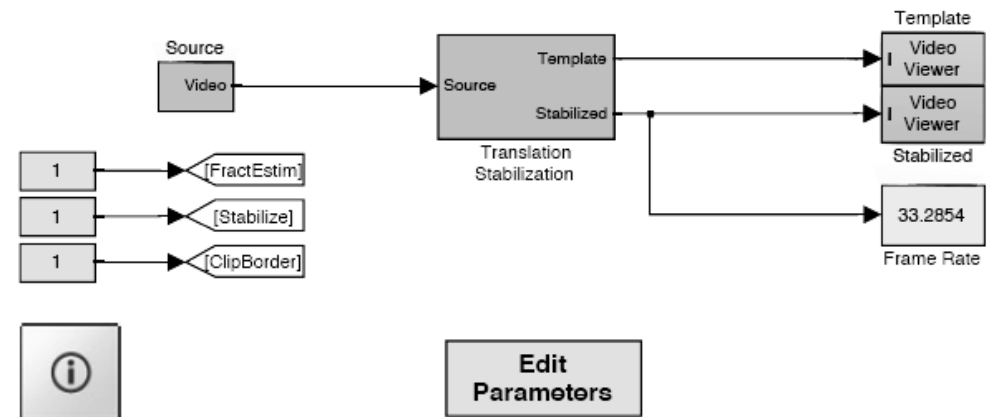 Template
Source
Video
Source
Template
Stabilized
Translation
Stabilization
I
Video
Viewer
I
Video
Viewer
Stabilized
1
[FractEstim]
1
[Stabilize]
1
[ClipBorder]
33.2854
Frame Rate
Edit
Parameters
i